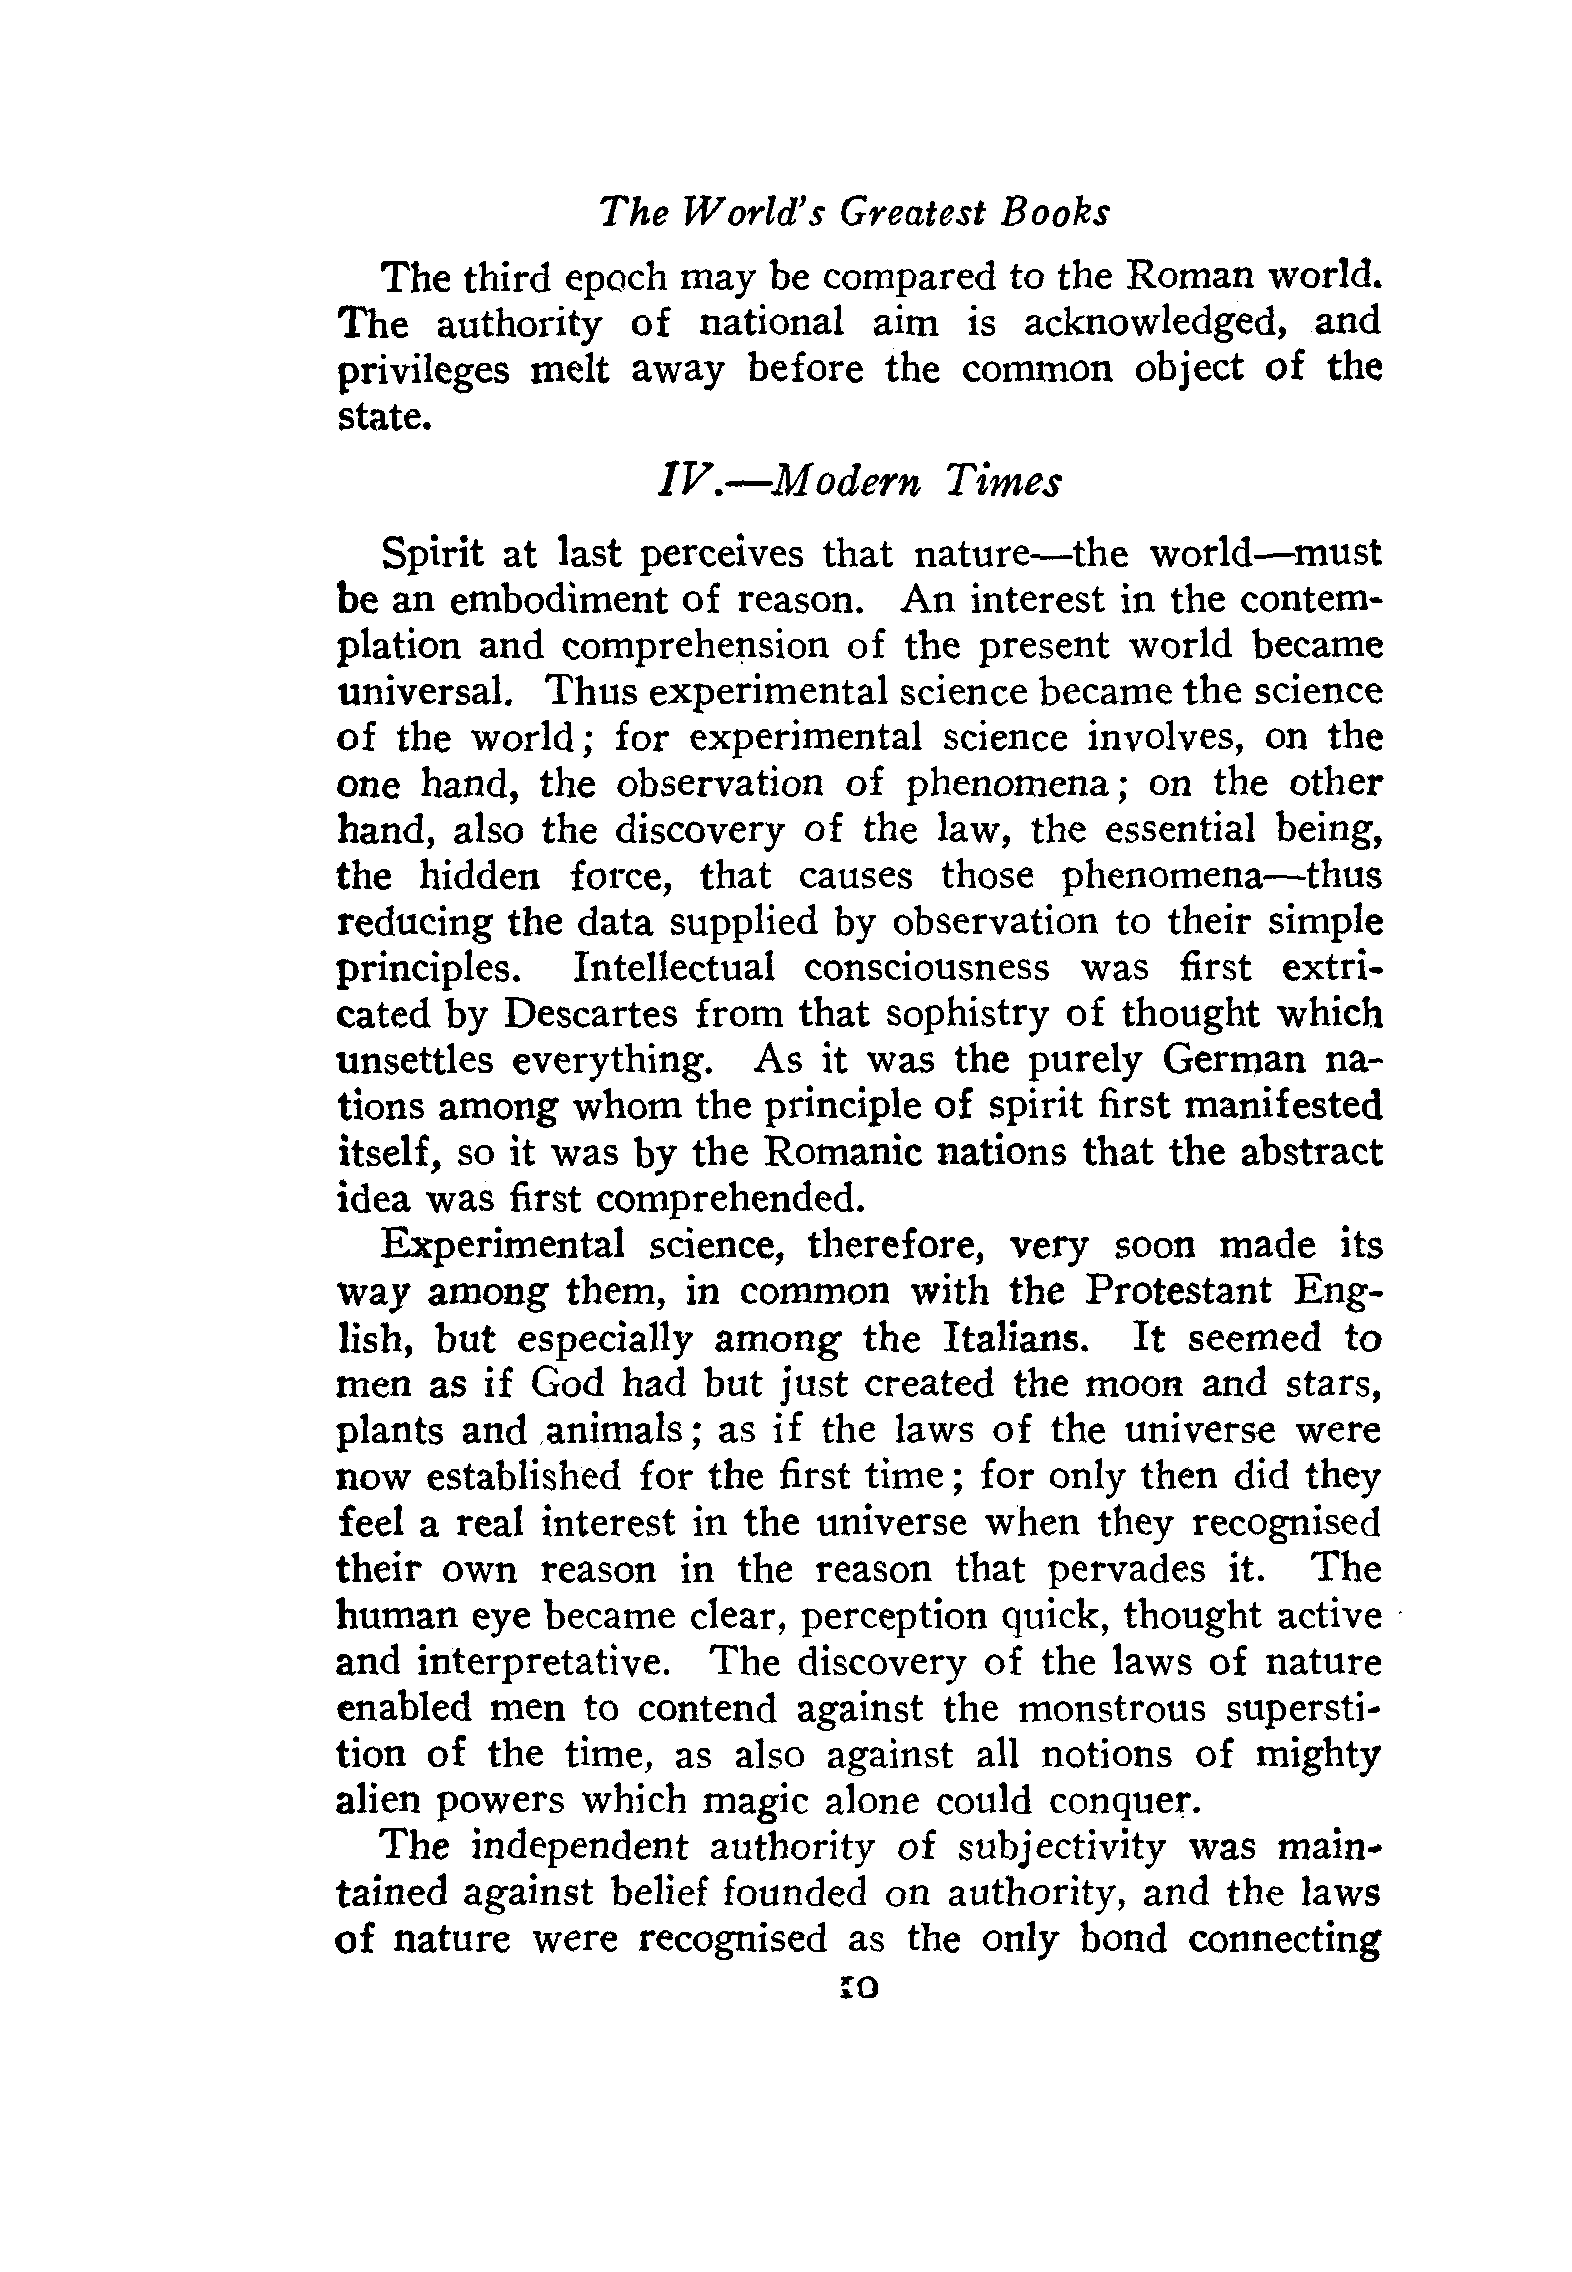 The World's Greatest Books
The third epoch may be compared to the Roman world.
The authority of national aim is acknowledged, and
privileges melt away before the common object of the
state.
IV.—Modern Times
Spirit at last perceives that nature—the world—must
be an embodiment of reason. An interest in the contem-
plation and comprehension of the present world became
universal. Thus experimental science became the science
of the world; for experimental science involves, on the
one hand, the observation of phenomena; on the other
hand, also the discovery of the law, the essential being,
the hidden force, that causes those phenomena—thus
reducing the data supplied by observation to their simple
principles. Intellectual consciousness was first extri-
cated by Descartes from that sophistry of thought which
unsettles everything. As it was the purely German na-
tions among whom the principle of spirit first manifested
itself, so it was by the Romanic nations that the abstract
idea was first comprehended.
Experimental science, therefore, very soon made its
way among them, in common with the Protestant Eng-
lish, but especially among the Italians. It seemed to
men as if God had but just created the moon and stars,
plants and animals; as if the laws of the universe were
now established for the first time; for only then did they
feel a real interest in the universe when they recognised
their own reason in the reason that pervades it. The
human eye became clear, perception quick, thought active
and interpretative. The discovery of the laws of nature
enabled men to contend against the monstrous supersti-
tion of the time, as also against all notions of mighty
alien powers which magic alone could conquer.
The independent authority of subjectivity was main-
tained against belief founded on authority, and the laws
of nature were recognised as the only bond connecting
10